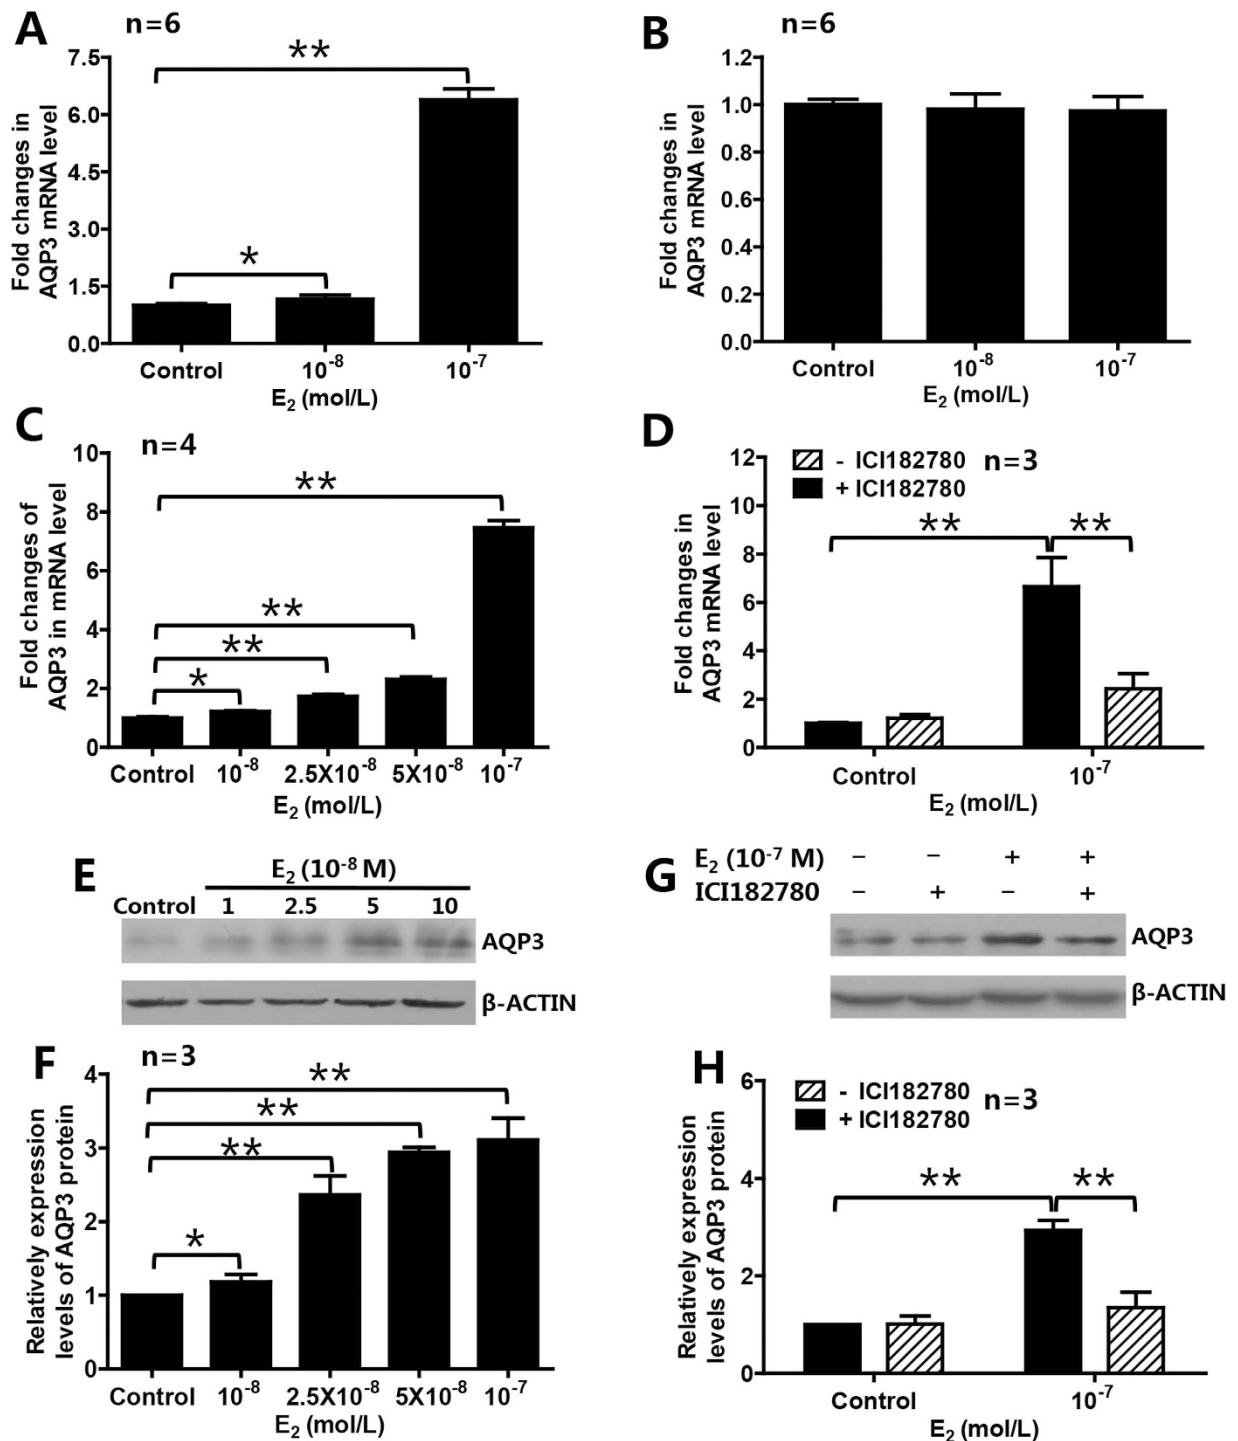 A
n=6
Fold changes in
AQP3 mRNA level
7.5
6.0
4.5
3.0
1.5
0.0
**
*
Control
10⁻⁸
10⁻⁷
E₂ (mol/L)
B
n=6
Fold changes in
AQP3 mRNA level
1.2
1.0
0.8
0.6
0.4
0.2
0.0
Control
10⁻⁸
10⁻⁷
E₂ (mol/L)
C
n=4
Fold changes of
AQP3 in mRNA level
10
8
6
4
2
0
**
**
**
*
Control
10⁻⁸
2.5X10⁻⁸
5X10⁻⁸
10⁻⁷
E₂ (mol/L)
D
- ICI182780
+ ICI182780
n=3
Fold changes in
AQP3 mRNA level
12
10
8
6
4
2
0
**
**
Control
10⁻⁷
E₂ (mol/L)
E
E₂ (10⁻⁸ M)
Control 1 2.5 5 10
AQP3
β-ACTIN
G
E₂ (10⁻⁷ M) – – + +
ICI182780 – + – +
AQP3
β-ACTIN
F
n=3
Relatively expression
levels of AQP3 protein
4
3
2
1
0
**
**
**
*
Control
10⁻⁸
2.5X10⁻⁸
5X10⁻⁸
10⁻⁷
E₂ (mol/L)
H
- ICI182780
+ ICI182780
n=3
Relatively expression
levels of AQP3 protein
6
4
2
0
**
**
Control
10⁻⁷
E₂ (mol/L)